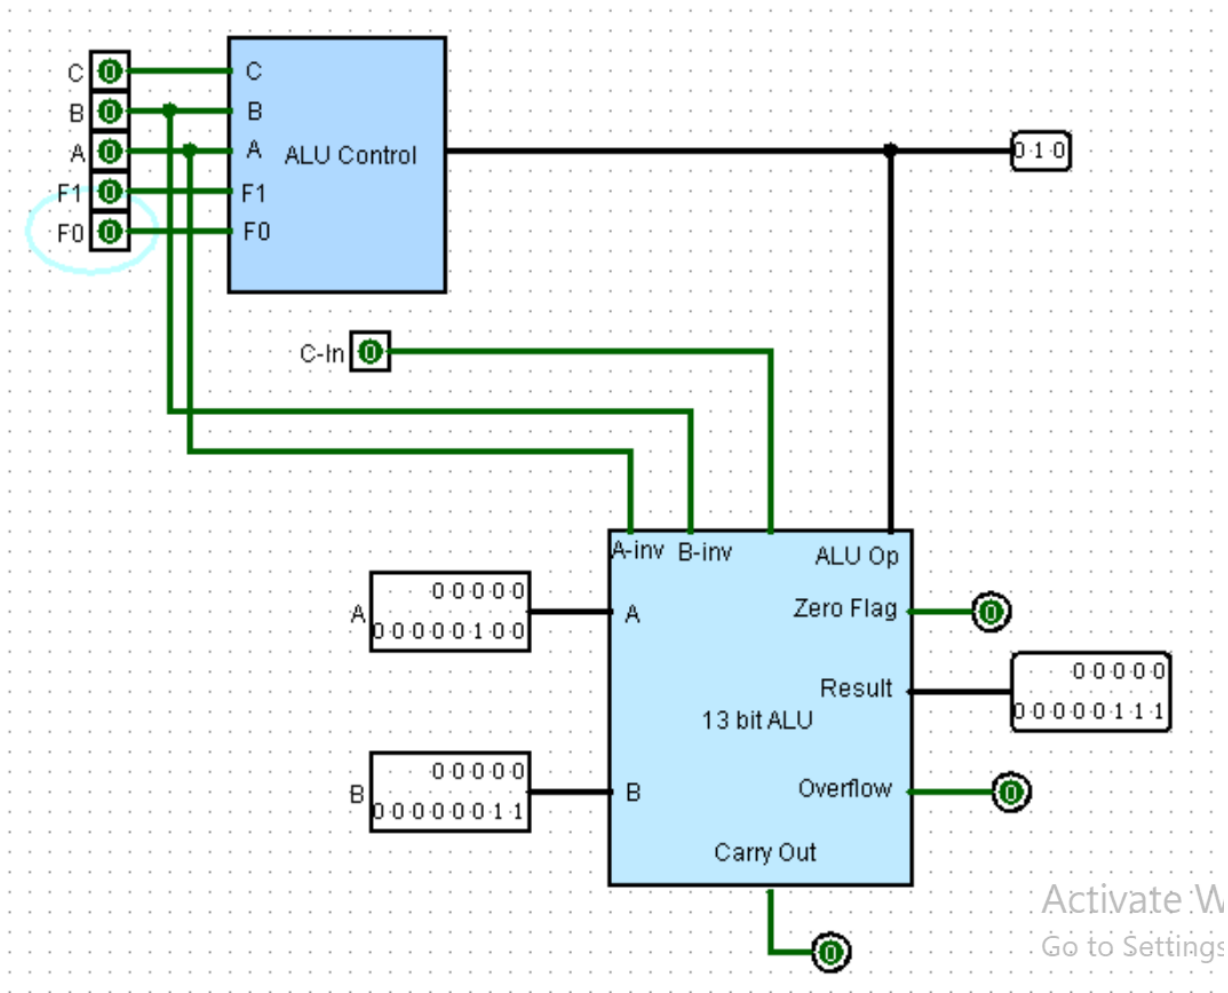 C 0 C
B 0 B
A 0 A ALU Control 0 1 0
F1 0 F1
F0 0 F0
C-In 0
A-inv B-inv ALU Op
A 0 0 0 0 0 A Zero Flag 0
0 0 0 0 0 1 0 0
0 0 0 0 0
Result 0 0 0 0 0 1 1 1
13 bit ALU
B 0 0 0 0 0 B Overflow 0
0 0 0 0 0 0 1 1
Carry Out
0
Activate W
Go to Settings